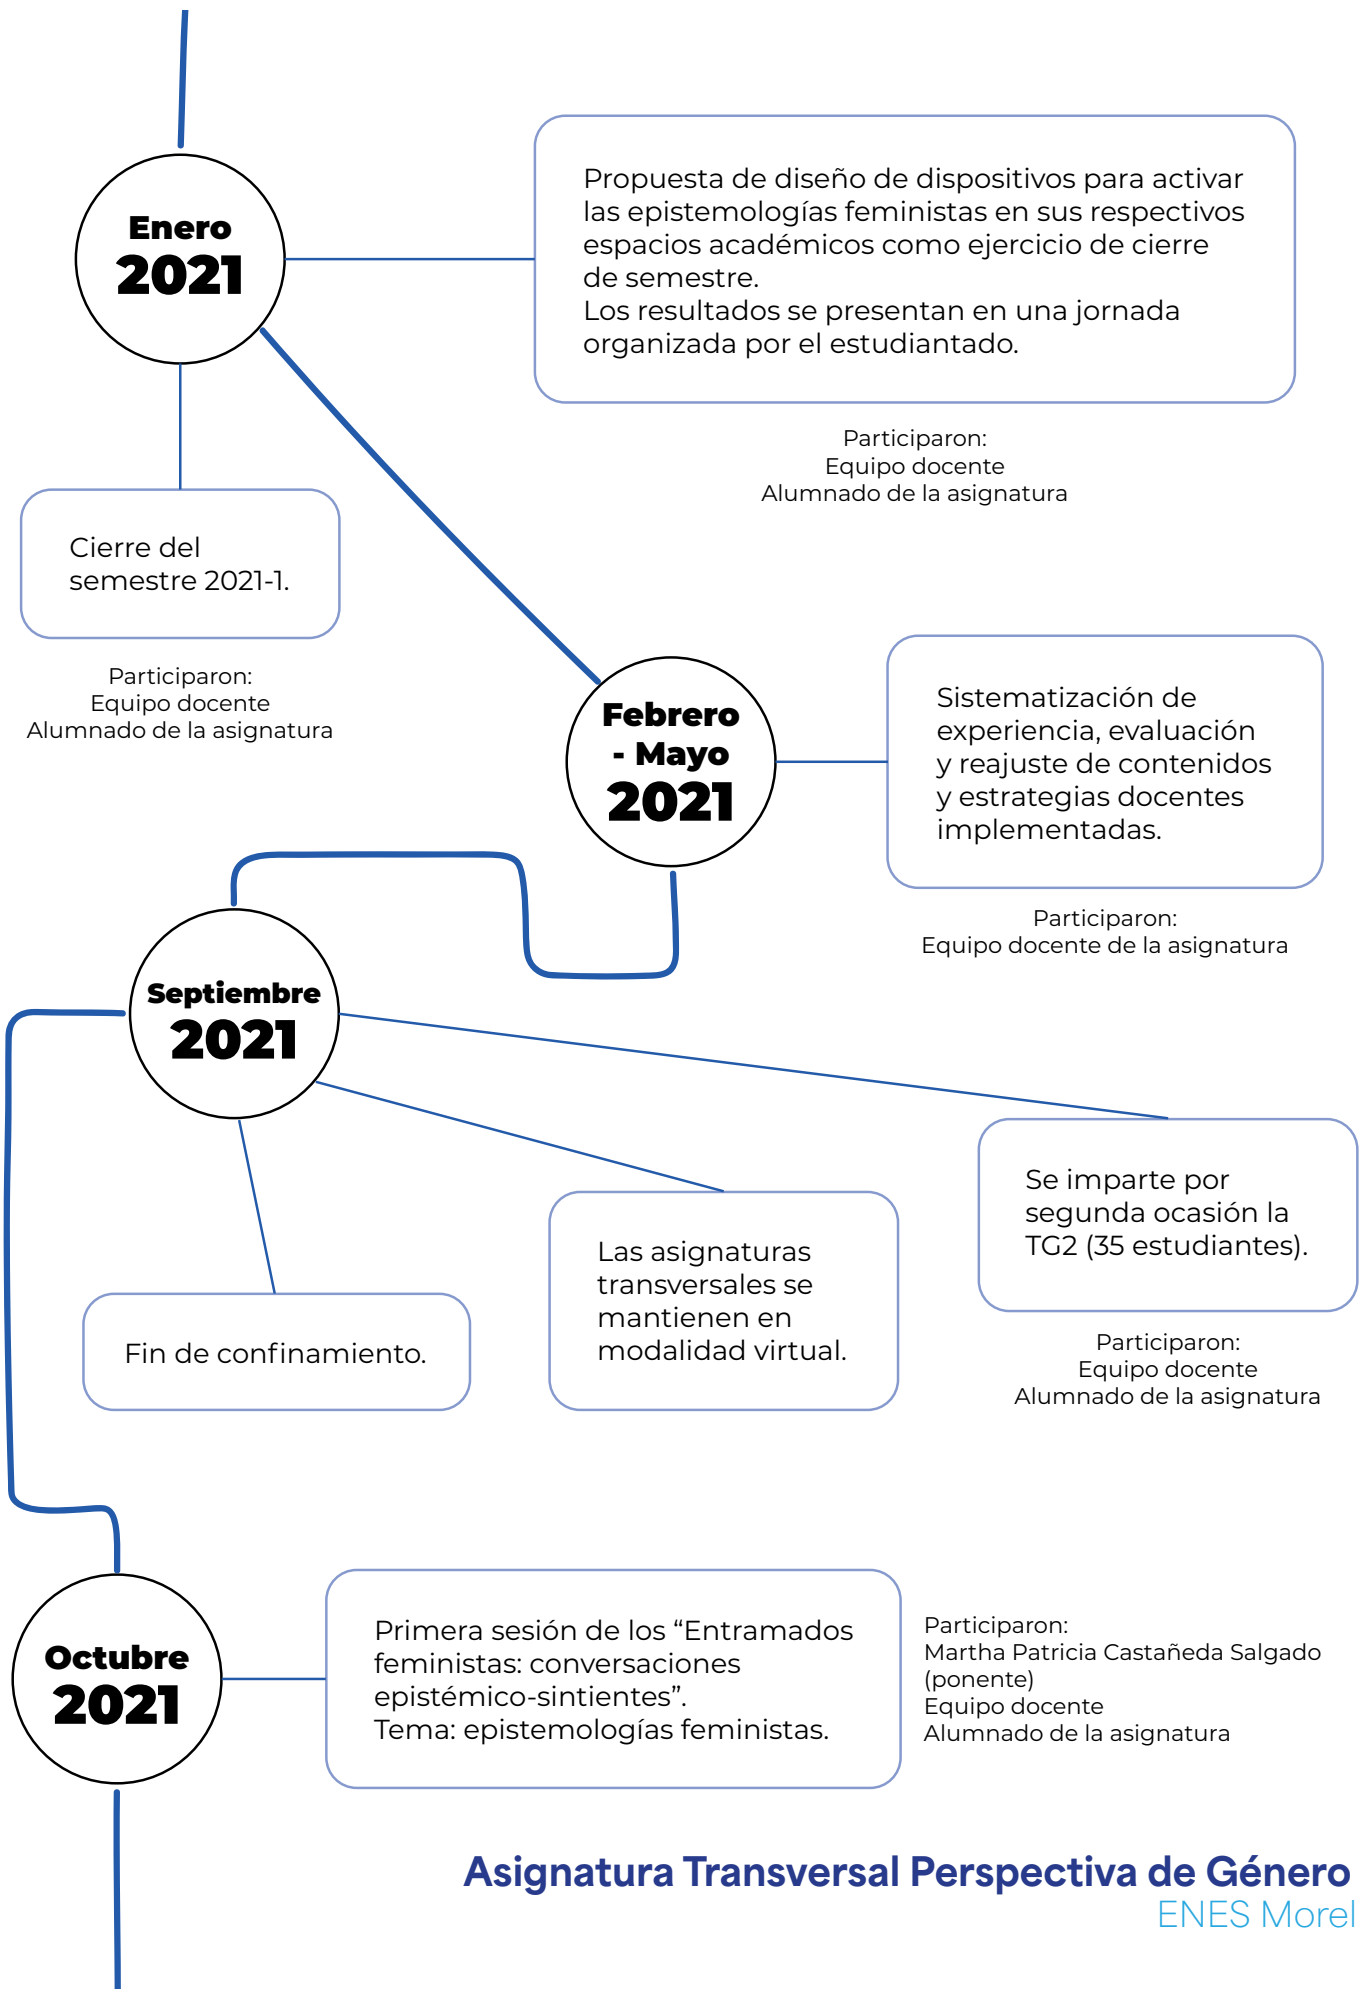 Enero
2021
Propuesta de diseño de dispositivos para activar
las epistemologías feministas en sus respectivos
espacios académicos como ejercicio de cierre
de semestre.
Los resultados se presentan en una jornada
organizada por el estudiantado.
Participaron:
Equipo docente
Alumnado de la asignatura
Cierre del
semestre 2021-1.
Participaron:
Equipo docente
Alumnado de la asignatura
Febrero
- Mayo
2021
Sistematización de
experiencia, evaluación
y reajuste de contenidos
y estrategias docentes
implementadas.
Participaron:
Equipo docente de la asignatura
Septiembre
2021
Fin de confinamiento.
Las asignaturas
transversales se
mantienen en
modalidad virtual.
Se imparte por
segunda ocasión la
TG2 (35 estudiantes).
Participaron:
Equipo docente
Alumnado de la asignatura
Octubre
2021
Primera sesión de los “Entramados
feministas: conversaciones
epistémico-sintientes”.
Tema: epistemologías feministas.
Participaron:
Martha Patricia Castañeda Salgado
(ponente)
Equipo docente
Alumnado de la asignatura
Asignatura Transversal Perspectiva de Género
ENES Morel